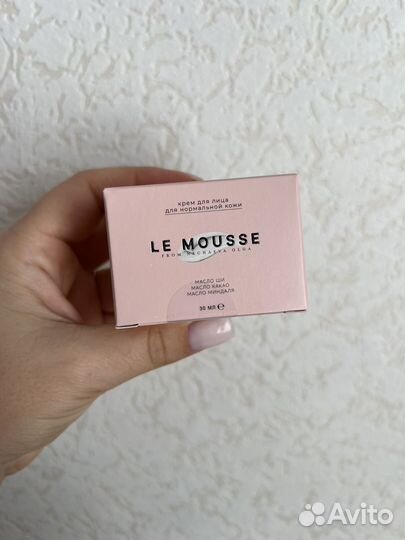 крем для лица
для нормальной кожи
LE MOUSSE
FROM NECHAEVA OLGA
МАСЛО ШИ
МАСЛО КАКАО
МАСЛО МИНДАЛЯ
30 МЛ ℮
Avito